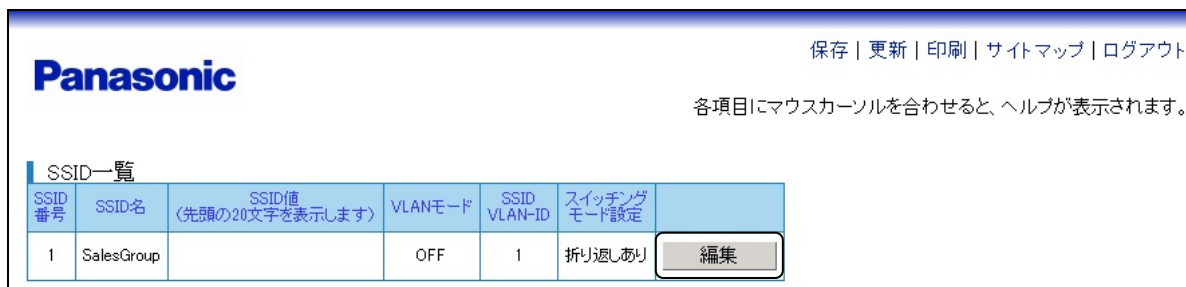 保存 | 更新 | 印刷 | サイトマップ | ログアウト
Panasonic
各項目にマウスカーソルを合わせると、ヘルプが表示されます。
SSID一覧
SSID番号 SSID名 SSID値(先頭の20文字を表示します) VLANモード SSID VLAN-ID スイッチングモード設定
1 SalesGroup OFF 1 折り返しあり 編集